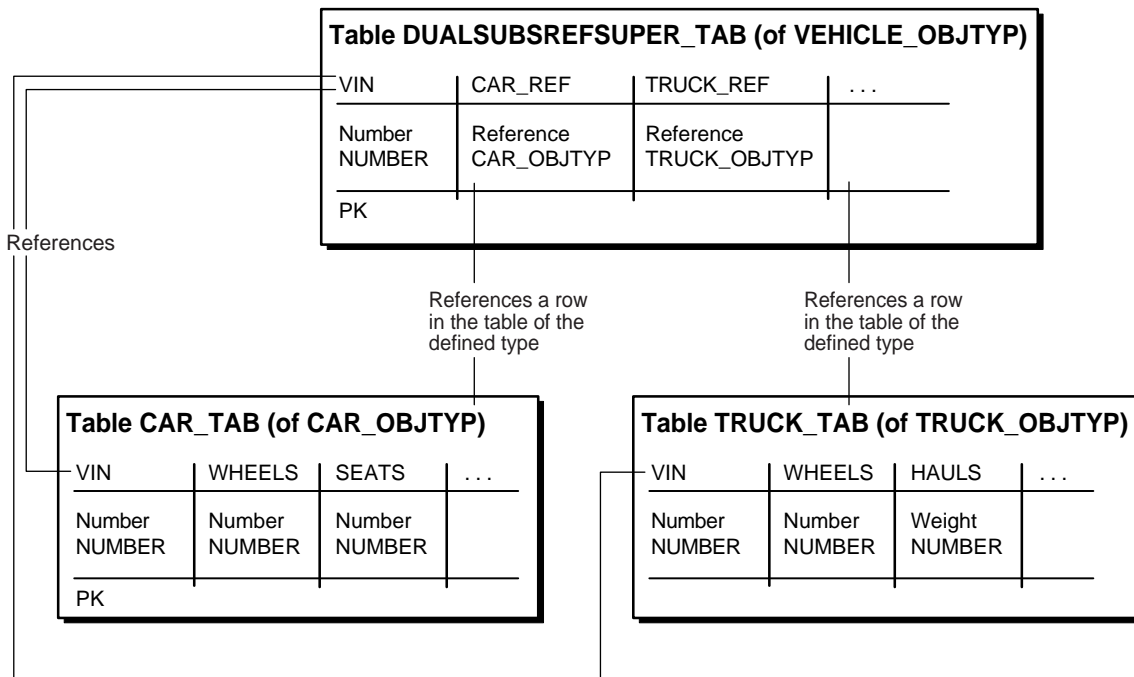 Table DUALSUBSREFSUPER_TAB (of VEHICLE_OBJTYP)
VIN CAR_REF TRUCK_REF . . .
Number Reference Reference
NUMBER CAR_OBJTYP TRUCK_OBJTYP
PK
References
References a row References a row
in the table of the in the table of the
defined type defined type
Table CAR_TAB (of CAR_OBJTYP)
VIN WHEELS SEATS . . .
Number Number Number
NUMBER NUMBER NUMBER
PK
Table TRUCK_TAB (of TRUCK_OBJTYP)
VIN WHEELS HAULS . . .
Number Number Weight
NUMBER NUMBER NUMBER